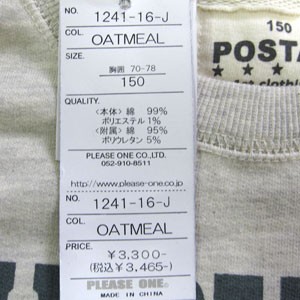 NO. 1241-16-J
COL. OATMEAL
SIZE.
胸囲 70-78
150
QUALITY.
<本体> 綿 99%
ポリエステル 1%
<附属> 綿 95%
ポリウレタン 5%
PLEASE ONE CO.,LTD.
052-910-8511
http://www.please-one.co.jp
NO. 1241-16-J
COL. OATMEAL
PRICE.
¥3,300-
(税込¥3,465-)
PLEASE ONE.
MADE IN CHINA
150
POSTA